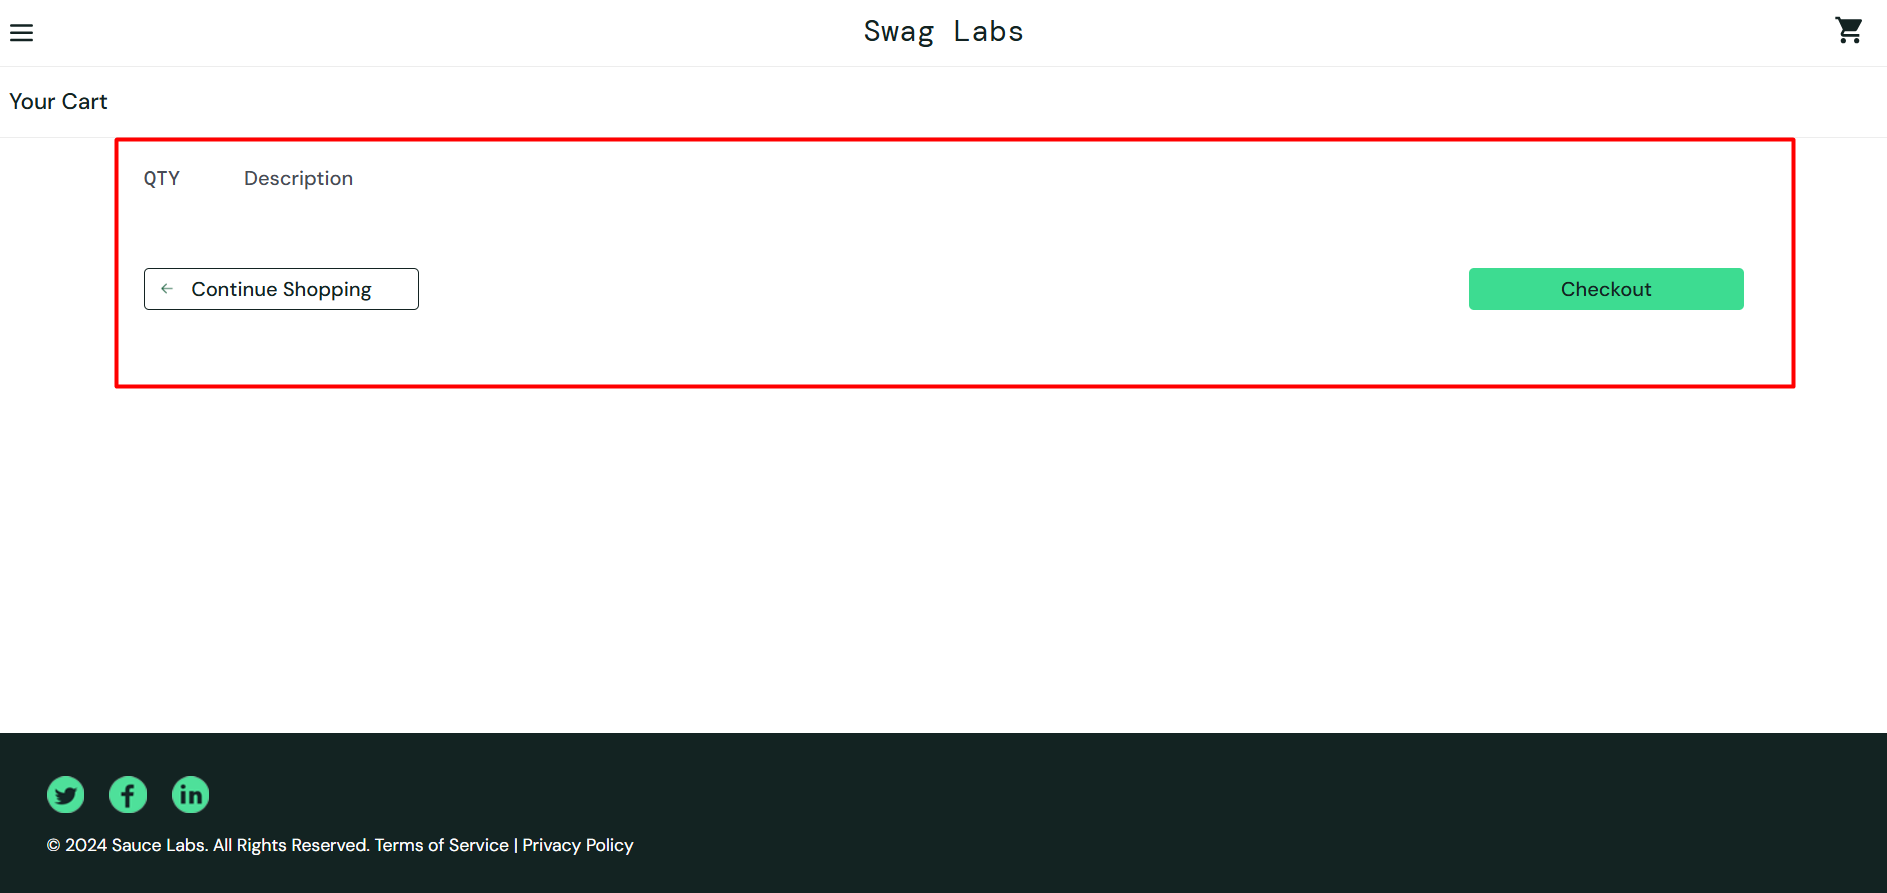 Swag Labs
Your Cart
QTY Description
Continue Shopping Checkout
© 2024 Sauce Labs. All Rights Reserved. Terms of Service | Privacy Policy